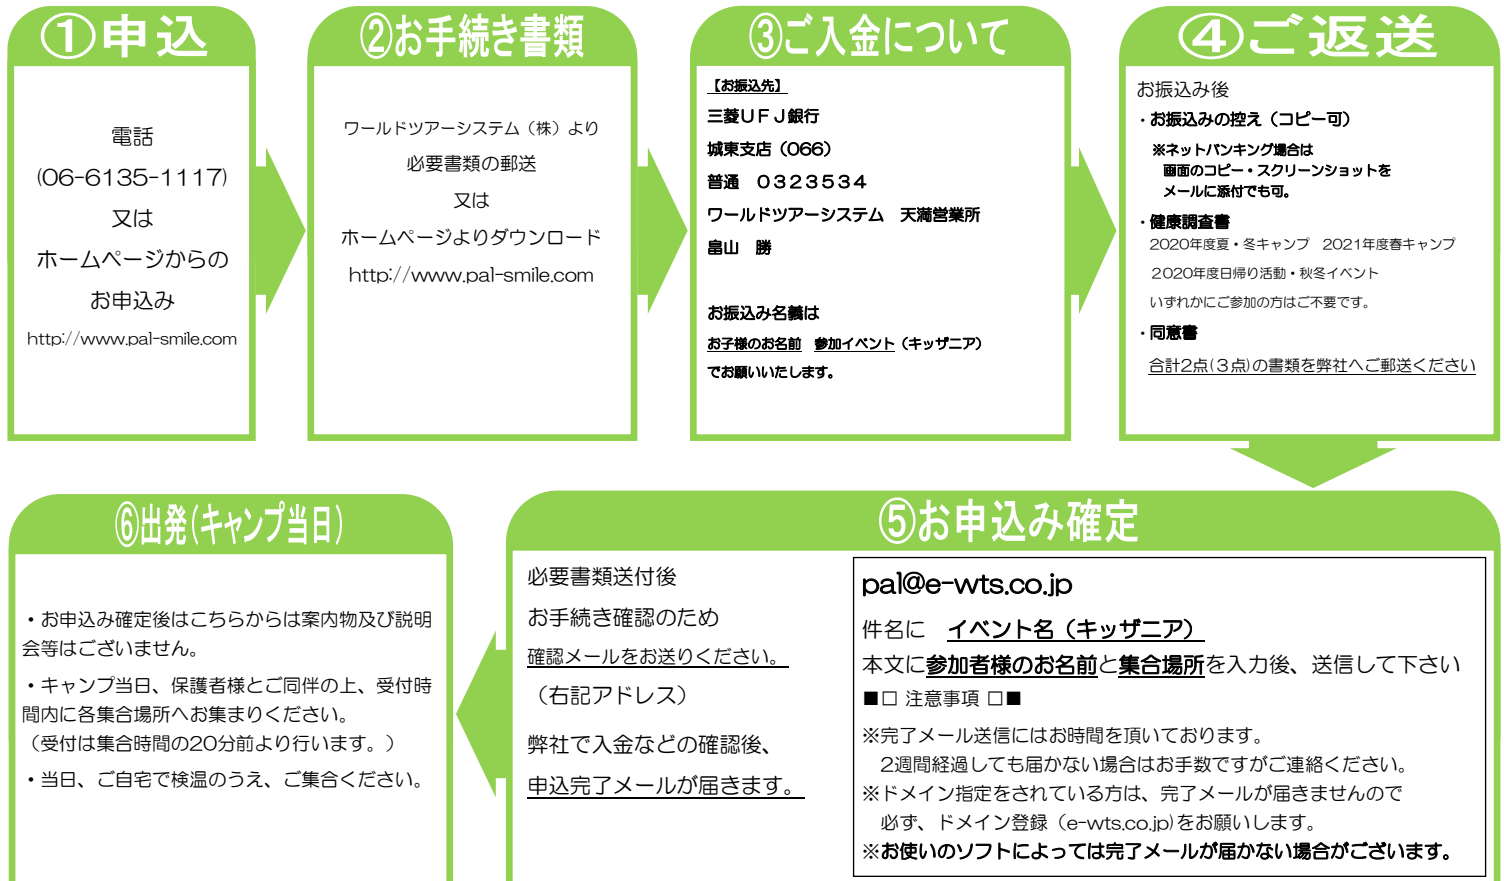 ①申込
電話
(06-6135-1117)
又は
ホームページからの
お申込み
http://www.pal-smile.com
②お手続き書類
ワールドツアーシステム（株）より
必要書類の郵送
又は
ホームページよりダウンロード
http://www.pal-smile.com
③ご入金について
【お振込先】
三菱ＵＦＪ銀行
城東支店（066）
普通　０３２３５３４
ワールドツアーシステム　天満営業所
畠山　勝
お振込み名義は
お子様のお名前　参加イベント（キッザニア）
でお願いいたします。
④ご返送
お振込み後
・お振込みの控え（コピー可）
※ネットバンキング場合は
画面のコピー・スクリーンショットを
メールに添付でも可。
・健康調査書
2020年度夏・冬キャンプ　2021年度春キャンプ
２020年度日帰り活動・秋冬イベント
いずれかにご参加の方はご不要です。
・同意書
合計2点(３点)の書類を弊社へご郵送ください
⑤お申込み確定
必要書類送付後
お手続き確認のため
確認メールをお送りください。
（右記アドレス）
弊社で入金などの確認後、
申込完了メールが届きます。
pal@e-wts.co.jp
件名に　イベント名（キッザニア）
本文に参加者様のお名前と集合場所を入力後、送信して下さい
■□ 注意事項 □■
※完了メール送信にはお時間を頂いております。
2週間経過しても届かない場合はお手数ですがご連絡ください。
※ドメイン指定をされている方は、完了メールが届きませんので
必ず、ドメイン登録（e-wts.co.jp)をお願いします。
※お使いのソフトによっては完了メールが届かない場合がございます。
⑥出発(キャンプ当日)
・お申込み確定後はこちらからは案内物及び説明
会等はございません。
・キャンプ当日、保護者様とご同伴の上、受付時
間内に各集合場所へお集まりください。
（受付は集合時間の20分前より行います。）
・当日、ご自宅で検温のうえ、ご集合ください。